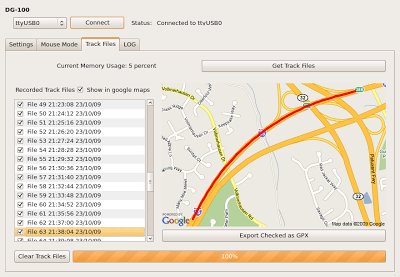 DG-100
ttyUSB0 Connect Status: Connected to ttyUSB0
Settings Mouse Mode Track Files LOG
Current Memory Usage: 5 percent Get Track Files
Recorded Track Files Show in google maps
File 49 21:23:08 23/10/09
File 50 21:24:12 23/10/09
File 51 21:25:16 23/10/09
File 52 21:26:20 23/10/09
File 53 21:27:24 23/10/09
File 54 21:28:28 23/10/09
File 55 21:29:32 23/10/09
File 56 21:30:36 23/10/09
File 57 21:31:40 23/10/09
File 58 21:32:44 23/10/09
File 59 21:33:48 23/10/09
File 60 21:34:52 23/10/09
File 61 21:35:56 23/10/09
File 62 21:37:00 23/10/09
File 63 21:38:04 23/10/09
File 64 21:39:08 23/10/09
32
Patuxent Fwy
32
POWERED BY
Google
Map data ©2009 Google
Export Checked as GPX
Clear Track Files 100%